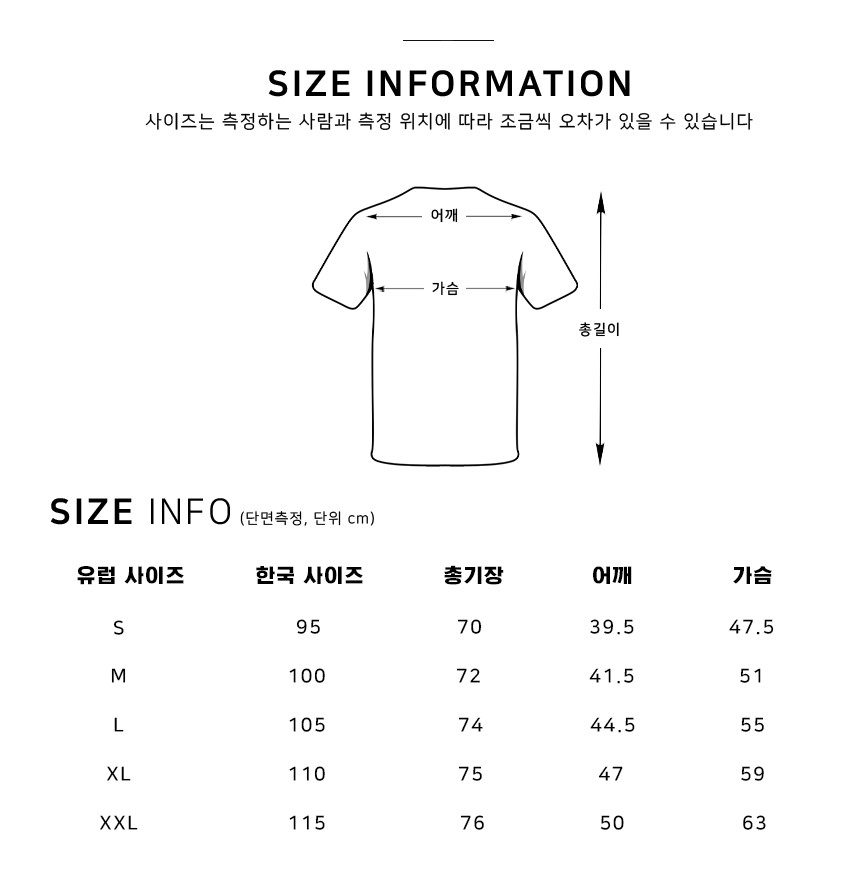 SIZE INFORMATION
사이즈는 측정하는 사람과 측정 위치에 따라 조금씩 오차가 있을 수 있습니다
어깨
가슴
총길이
SIZE INFO (단면측정, 단위 cm)
유럽 사이즈 한국 사이즈 총기장 어깨 가슴
S 95 70 39.5 47.5
M 100 72 41.5 51
L 105 74 44.5 55
XL 110 75 47 59
XXL 115 76 50 63